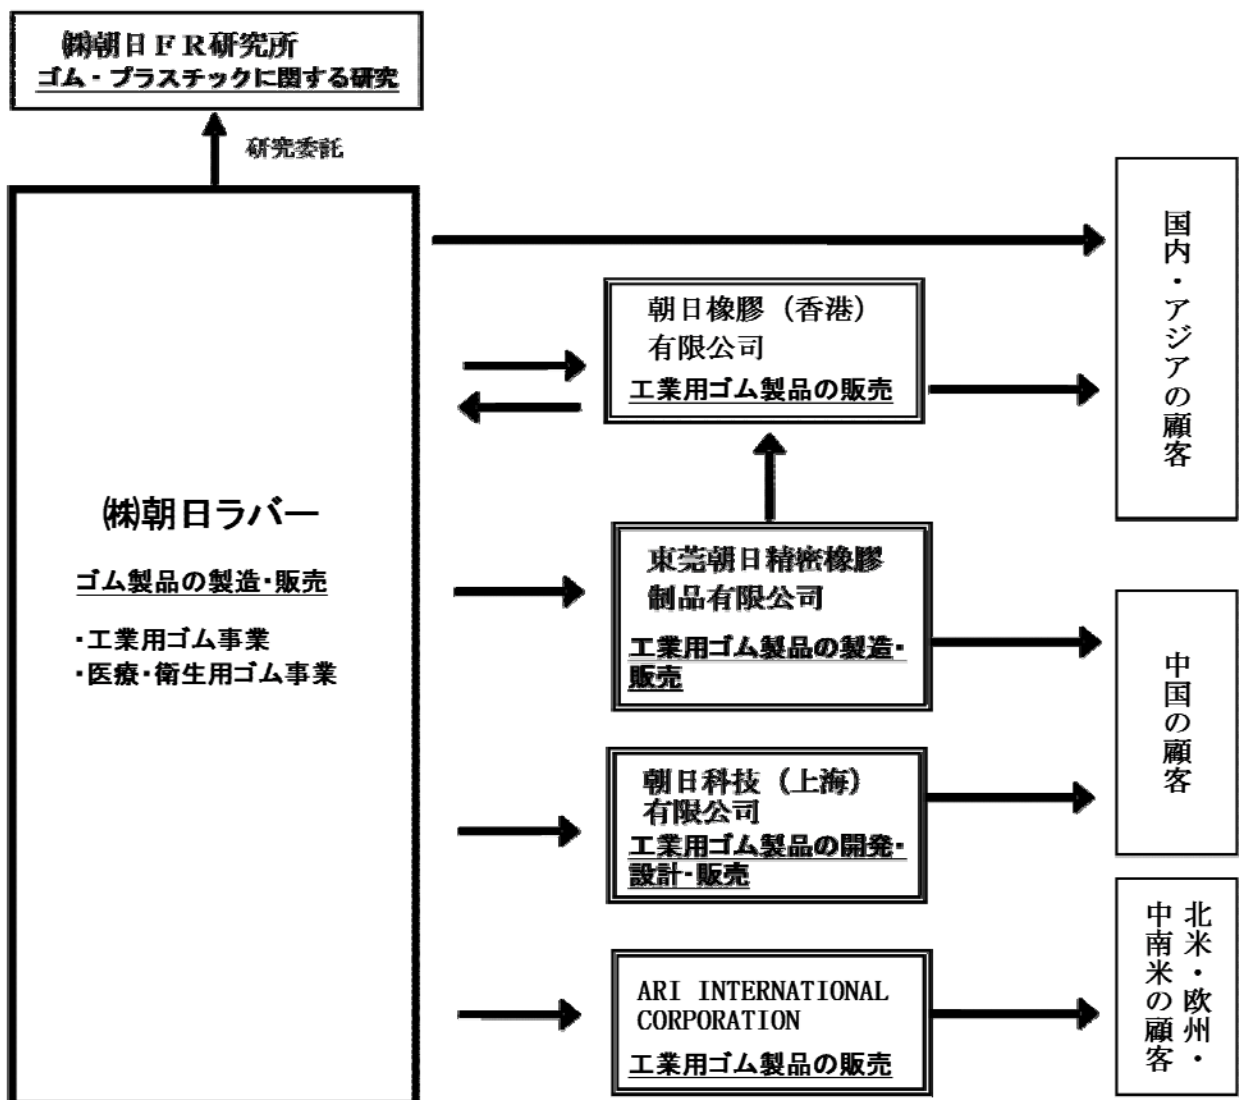 ㈱朝日ＦＲ研究所
ゴム・プラスチックに関する研究
研究委託
㈱朝日ラバー
ゴム製品の製造・販売
・工業用ゴム事業
・医療・衛生用ゴム事業
朝日橡膠（香港）
有限公司
工業用ゴム製品の販売
東莞朝日精密橡膠
制品有限公司
工業用ゴム製品の製造・
販売
朝日科技（上海）
有限公司
工業用ゴム製品の開発・
設計・販売
ARI INTERNATIONAL
CORPORATION
工業用ゴム製品の販売
国内・アジアの顧客
中国の顧客
北米・欧州・
中南米の顧客